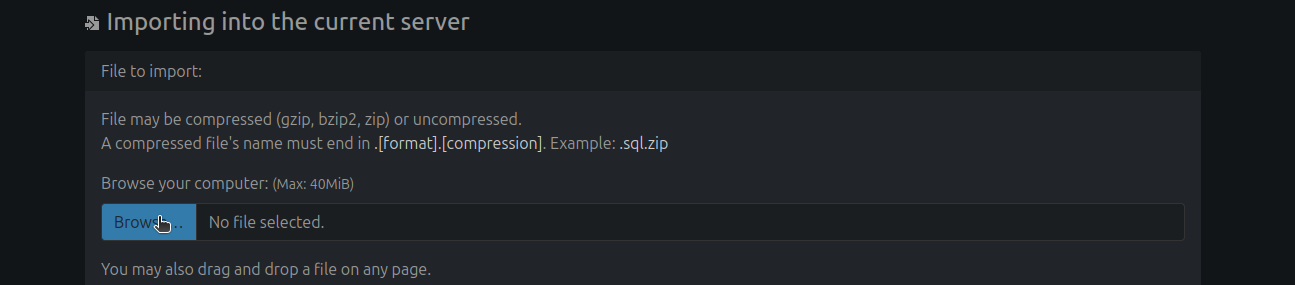 Importing into the current server
File to import:
File may be compressed (gzip, bzip2, zip) or uncompressed.
A compressed file's name must end in .[format].[compression]. Example: .sql.zip
Browse your computer: (Max: 40MiB)
No file selected.
You may also drag and drop a file on any page.